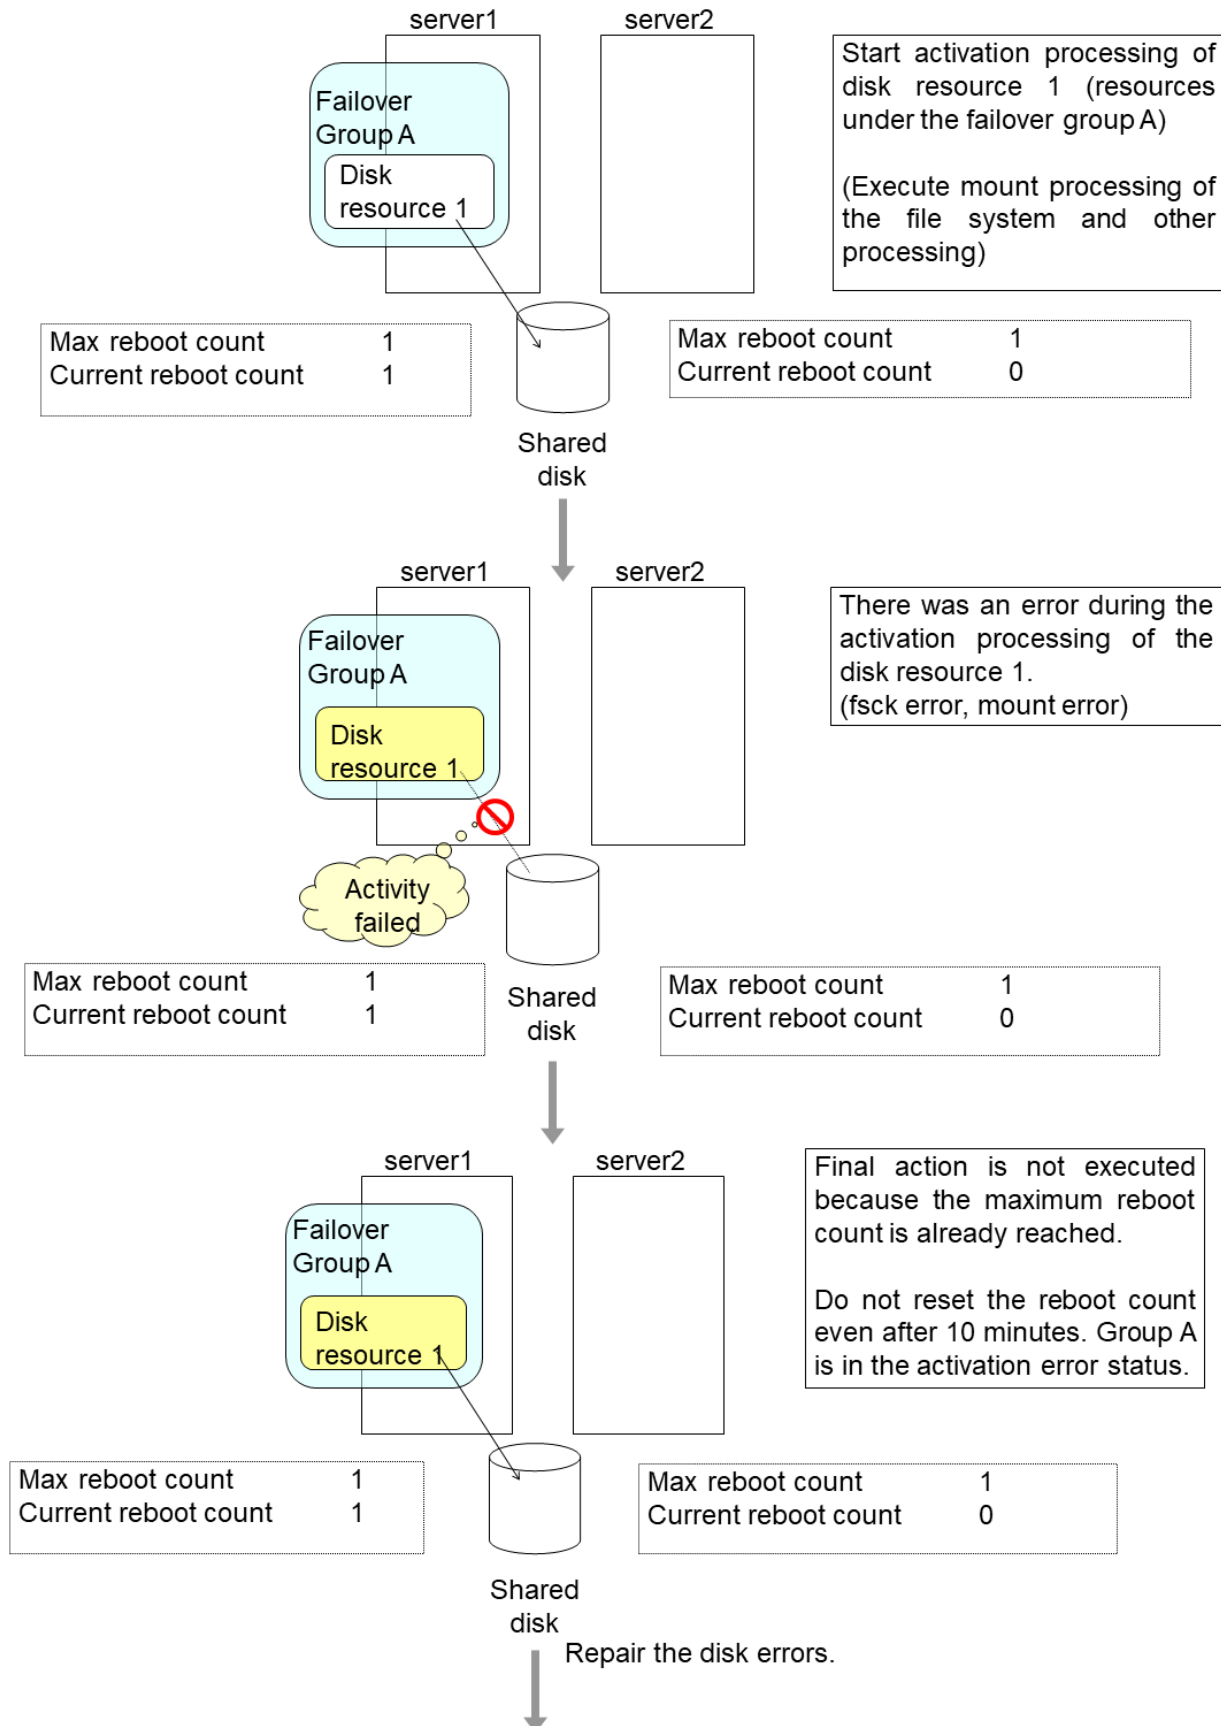 server1
server2
Failover
Group A
Disk
resource 1
Start activation processing of
disk resource 1 (resources
under the failover group A)
(Execute mount processing of
the file system and other
processing)
Max reboot count 1
Current reboot count 1
Max reboot count 1
Current reboot count 0
Shared
disk
server1
server2
Failover
Group A
Disk
resource 1
Activity
failed
There was an error during the
activation processing of the
disk resource 1.
(fsck error, mount error)
Max reboot count 1
Current reboot count 1
Max reboot count 1
Current reboot count 0
Shared
disk
server1
server2
Failover
Group A
Disk
resource 1
Final action is not executed
because the maximum reboot
count is already reached.
Do not reset the reboot count
even after 10 minutes. Group A
is in the activation error status.
Max reboot count 1
Current reboot count 1
Max reboot count 1
Current reboot count 0
Shared
disk
Repair the disk errors.